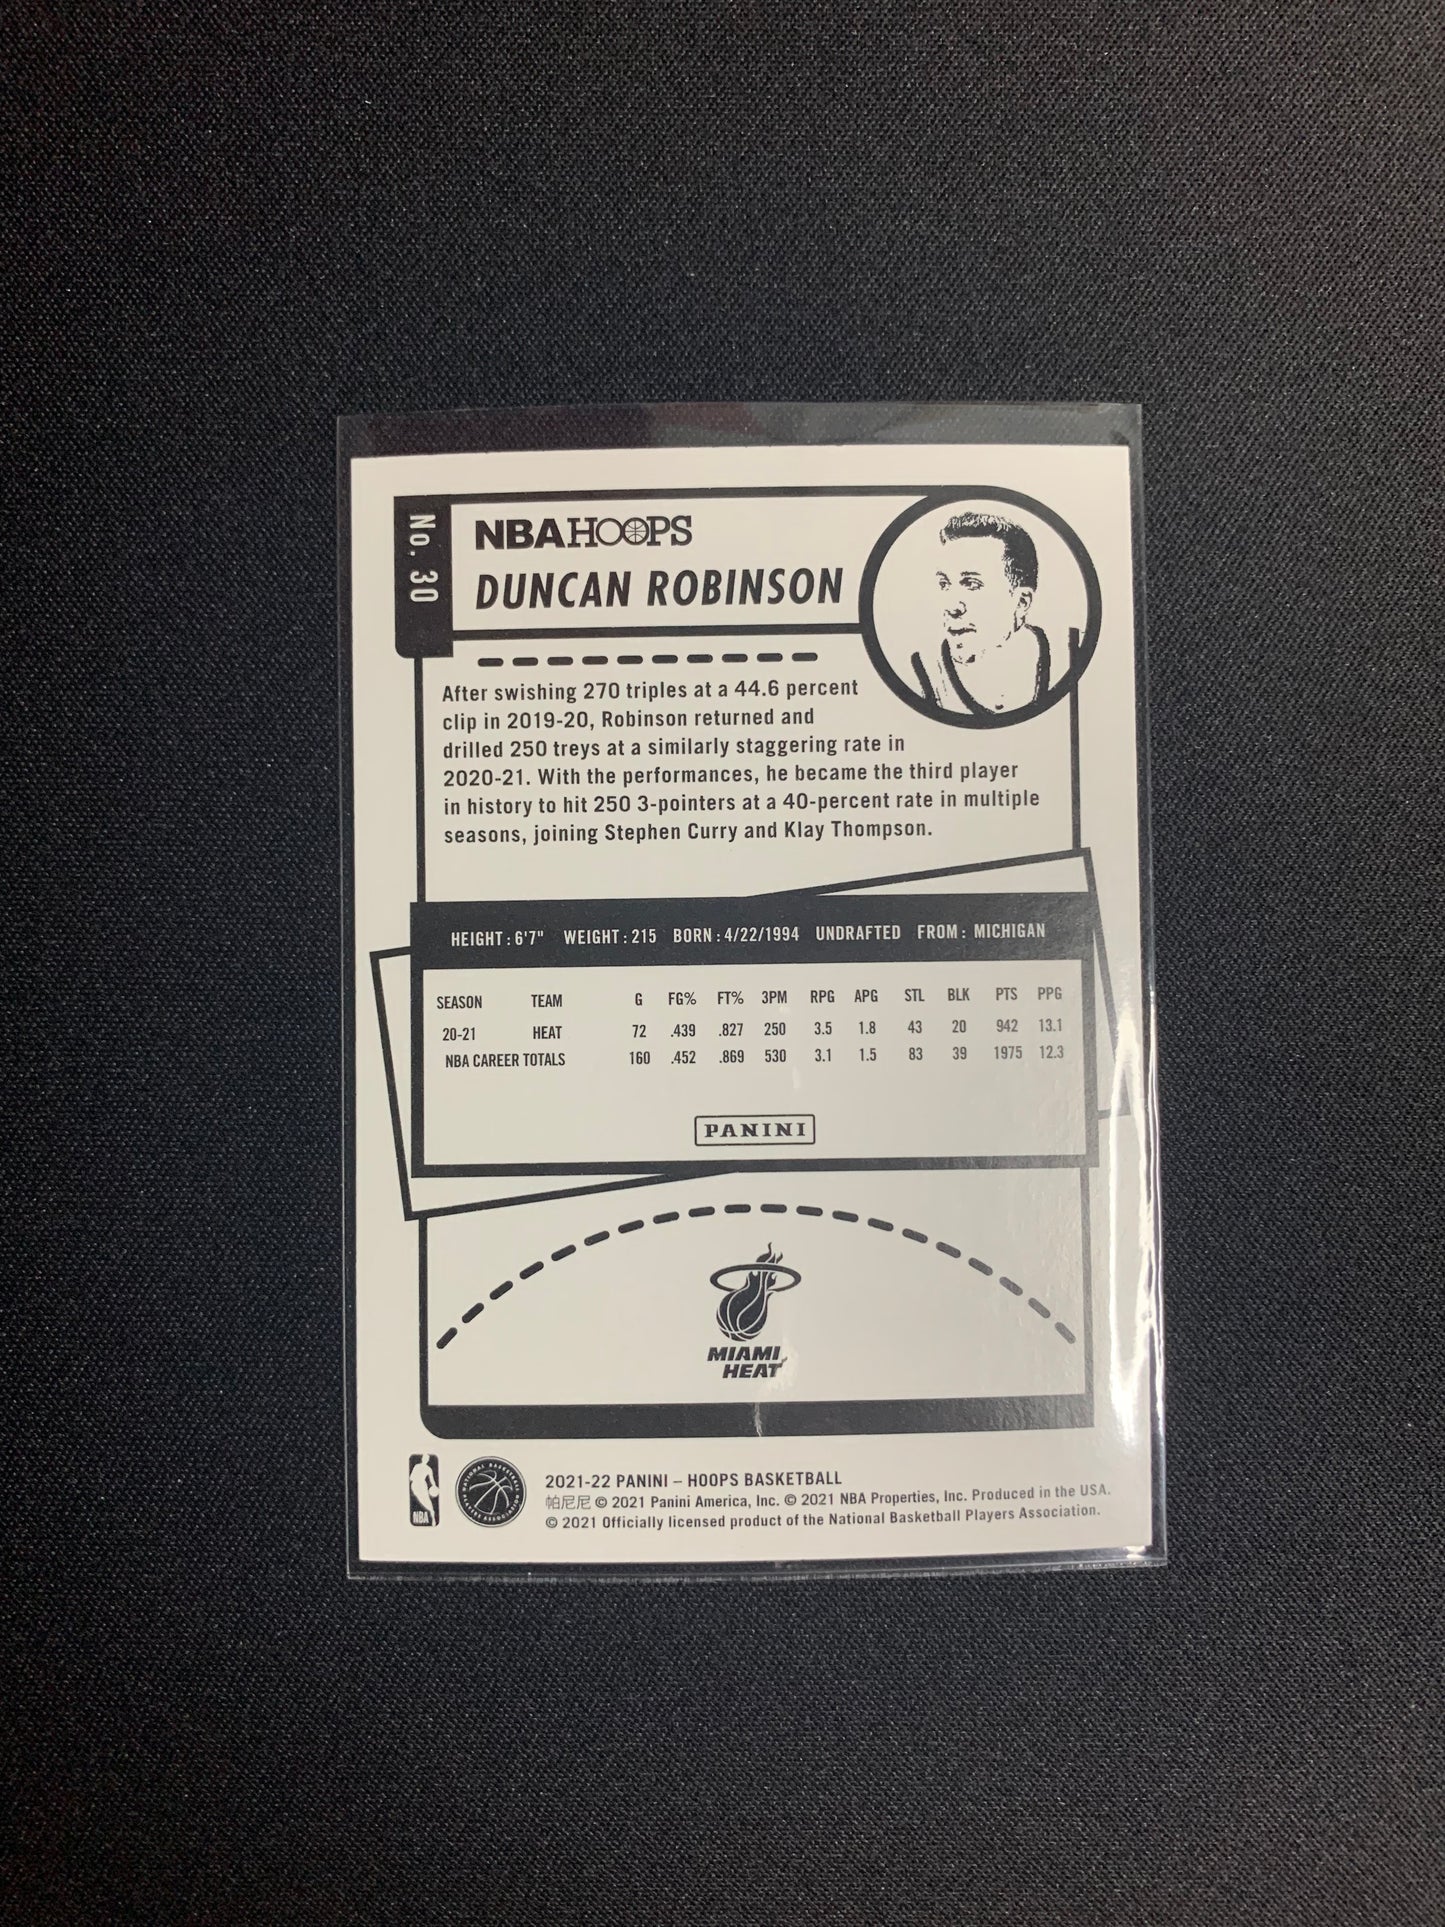 No. 30
NBA HOOPS
DUNCAN ROBINSON
After swishing 270 triples at a 44.6 percent
clip in 2019-20, Robinson returned and
drilled 250 treys at a similarly staggering rate in
2020-21. With the performances, he became the third player
in history to hit 250 3-pointers at a 40-percent rate in multiple
seasons, joining Stephen Curry and Klay Thompson.
HEIGHT: 6'7" WEIGHT: 215 BORN: 4/22/1994 UNDRAFTED FROM: MICHIGAN
SEASON TEAM G FG% FT% 3PM RPG APG STL BLK PTS PPG
20-21 HEAT 72 .439 .827 250 3.5 1.8 43 20 942 13.1
NBA CAREER TOTALS 160 .452 .869 530 3.1 1.5 83 39 1975 12.3
PANINI
MIAMI
HEAT
NBA
NATIONAL BASKETBALL PLAYERS ASSOCIATION
2021-22 PANINI – HOOPS BASKETBALL
帕尼尼 © 2021 Panini America, Inc. © 2021 NBA Properties, Inc. Produced in the USA.
© 2021 Officially licensed product of the National Basketball Players Association.